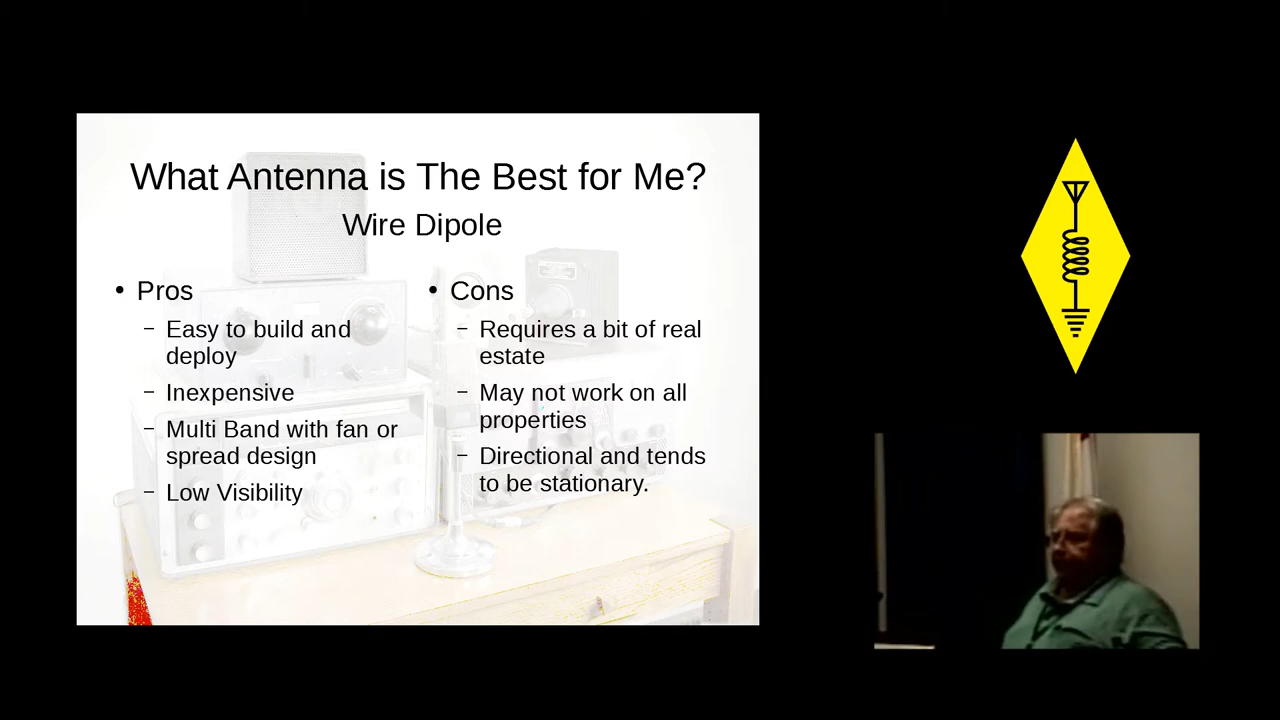 What Antenna is The Best for Me?
Wire Dipole
• Pros
– Easy to build and
deploy
– Inexpensive
– Multi Band with fan or
spread design
– Low Visibility
• Cons
– Requires a bit of real
estate
– May not work on all
properties
– Directional and tends
to be stationary.